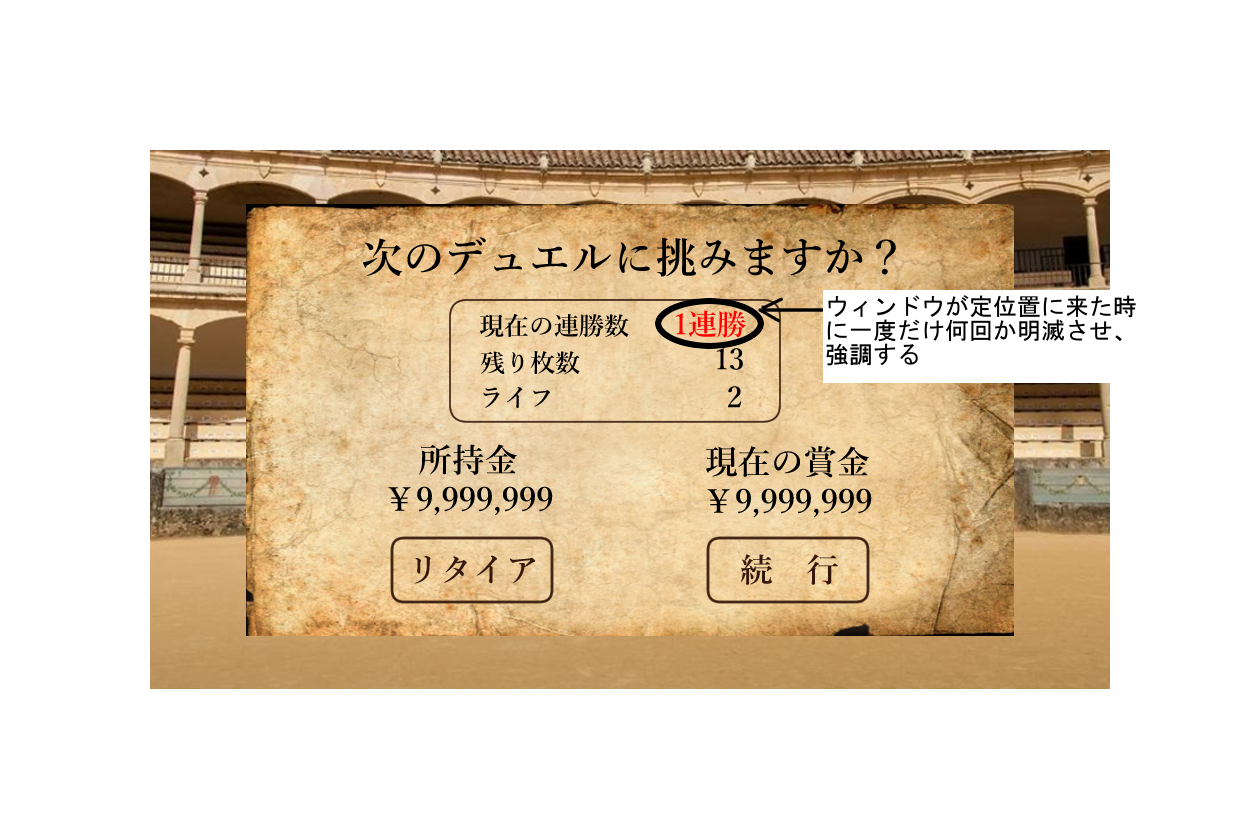 次のデュエルに挑みますか？
現在の連勝数 1連勝
残り枚数 13
ライフ 2
ウィンドウが定位置に来た時
に一度だけ何回か明滅させ、
強調する
所持金 現在の賞金
￥9,999,999 ￥9,999,999
リタイア 続　行